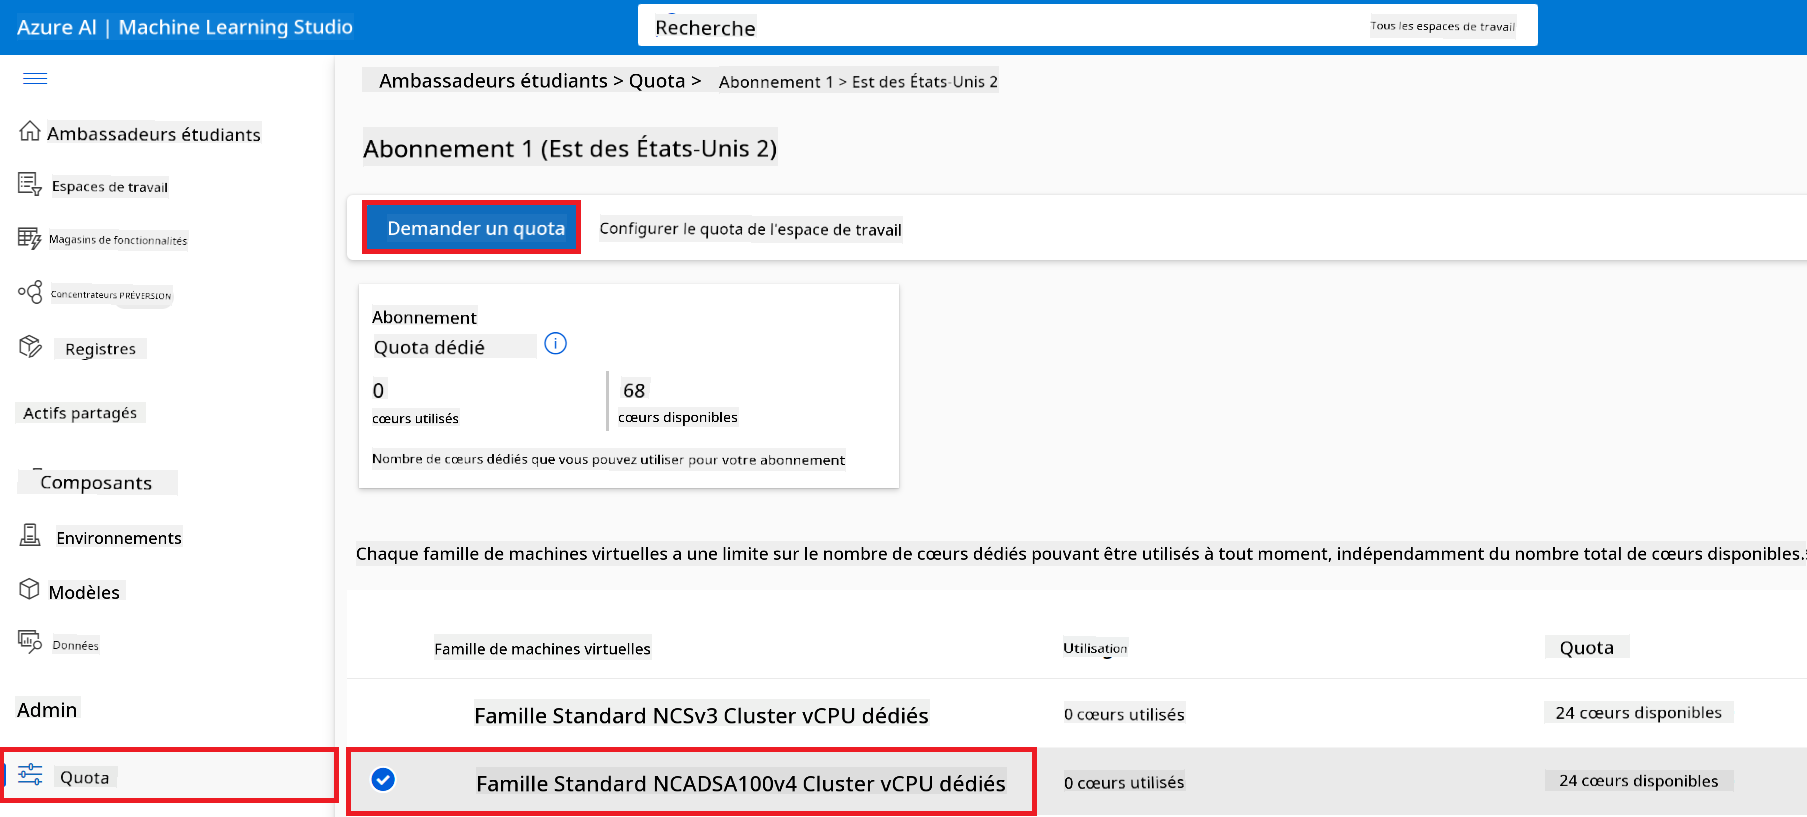 Azure AI | Machine Learning Studio
Recherche
Tous les espaces de travail
Ambassadeurs étudiants > Quota > Abonnement 1 > Est des États-Unis 2
Ambassadeurs étudiants
Abonnement 1 (Est des États-Unis 2)
Espaces de travail
Demander un quota
Configurer le quota de l'espace de travail
Magasins de fonctionnalités
Concentrateurs PRÉVERSION
Registres
Abonnement
Quota dédié
0
68
cœurs utilisés
cœurs disponibles
Nombre de cœurs dédiés que vous pouvez utiliser pour votre abonnement
Actifs partagés
Composants
Environnements
Modèles
Données
Chaque famille de machines virtuelles a une limite sur le nombre de cœurs dédiés pouvant être utilisés à tout moment, indépendamment du nombre total de cœurs disponibles.
Famille de machines virtuelles
Utilisation
Quota
Famille Standard NCSv3 Cluster vCPU dédiés
0 cœurs utilisés
24 cœurs disponibles
Admin
Quota
Famille Standard NCADSA100v4 Cluster vCPU dédiés
0 cœurs utilisés
24 cœurs disponibles